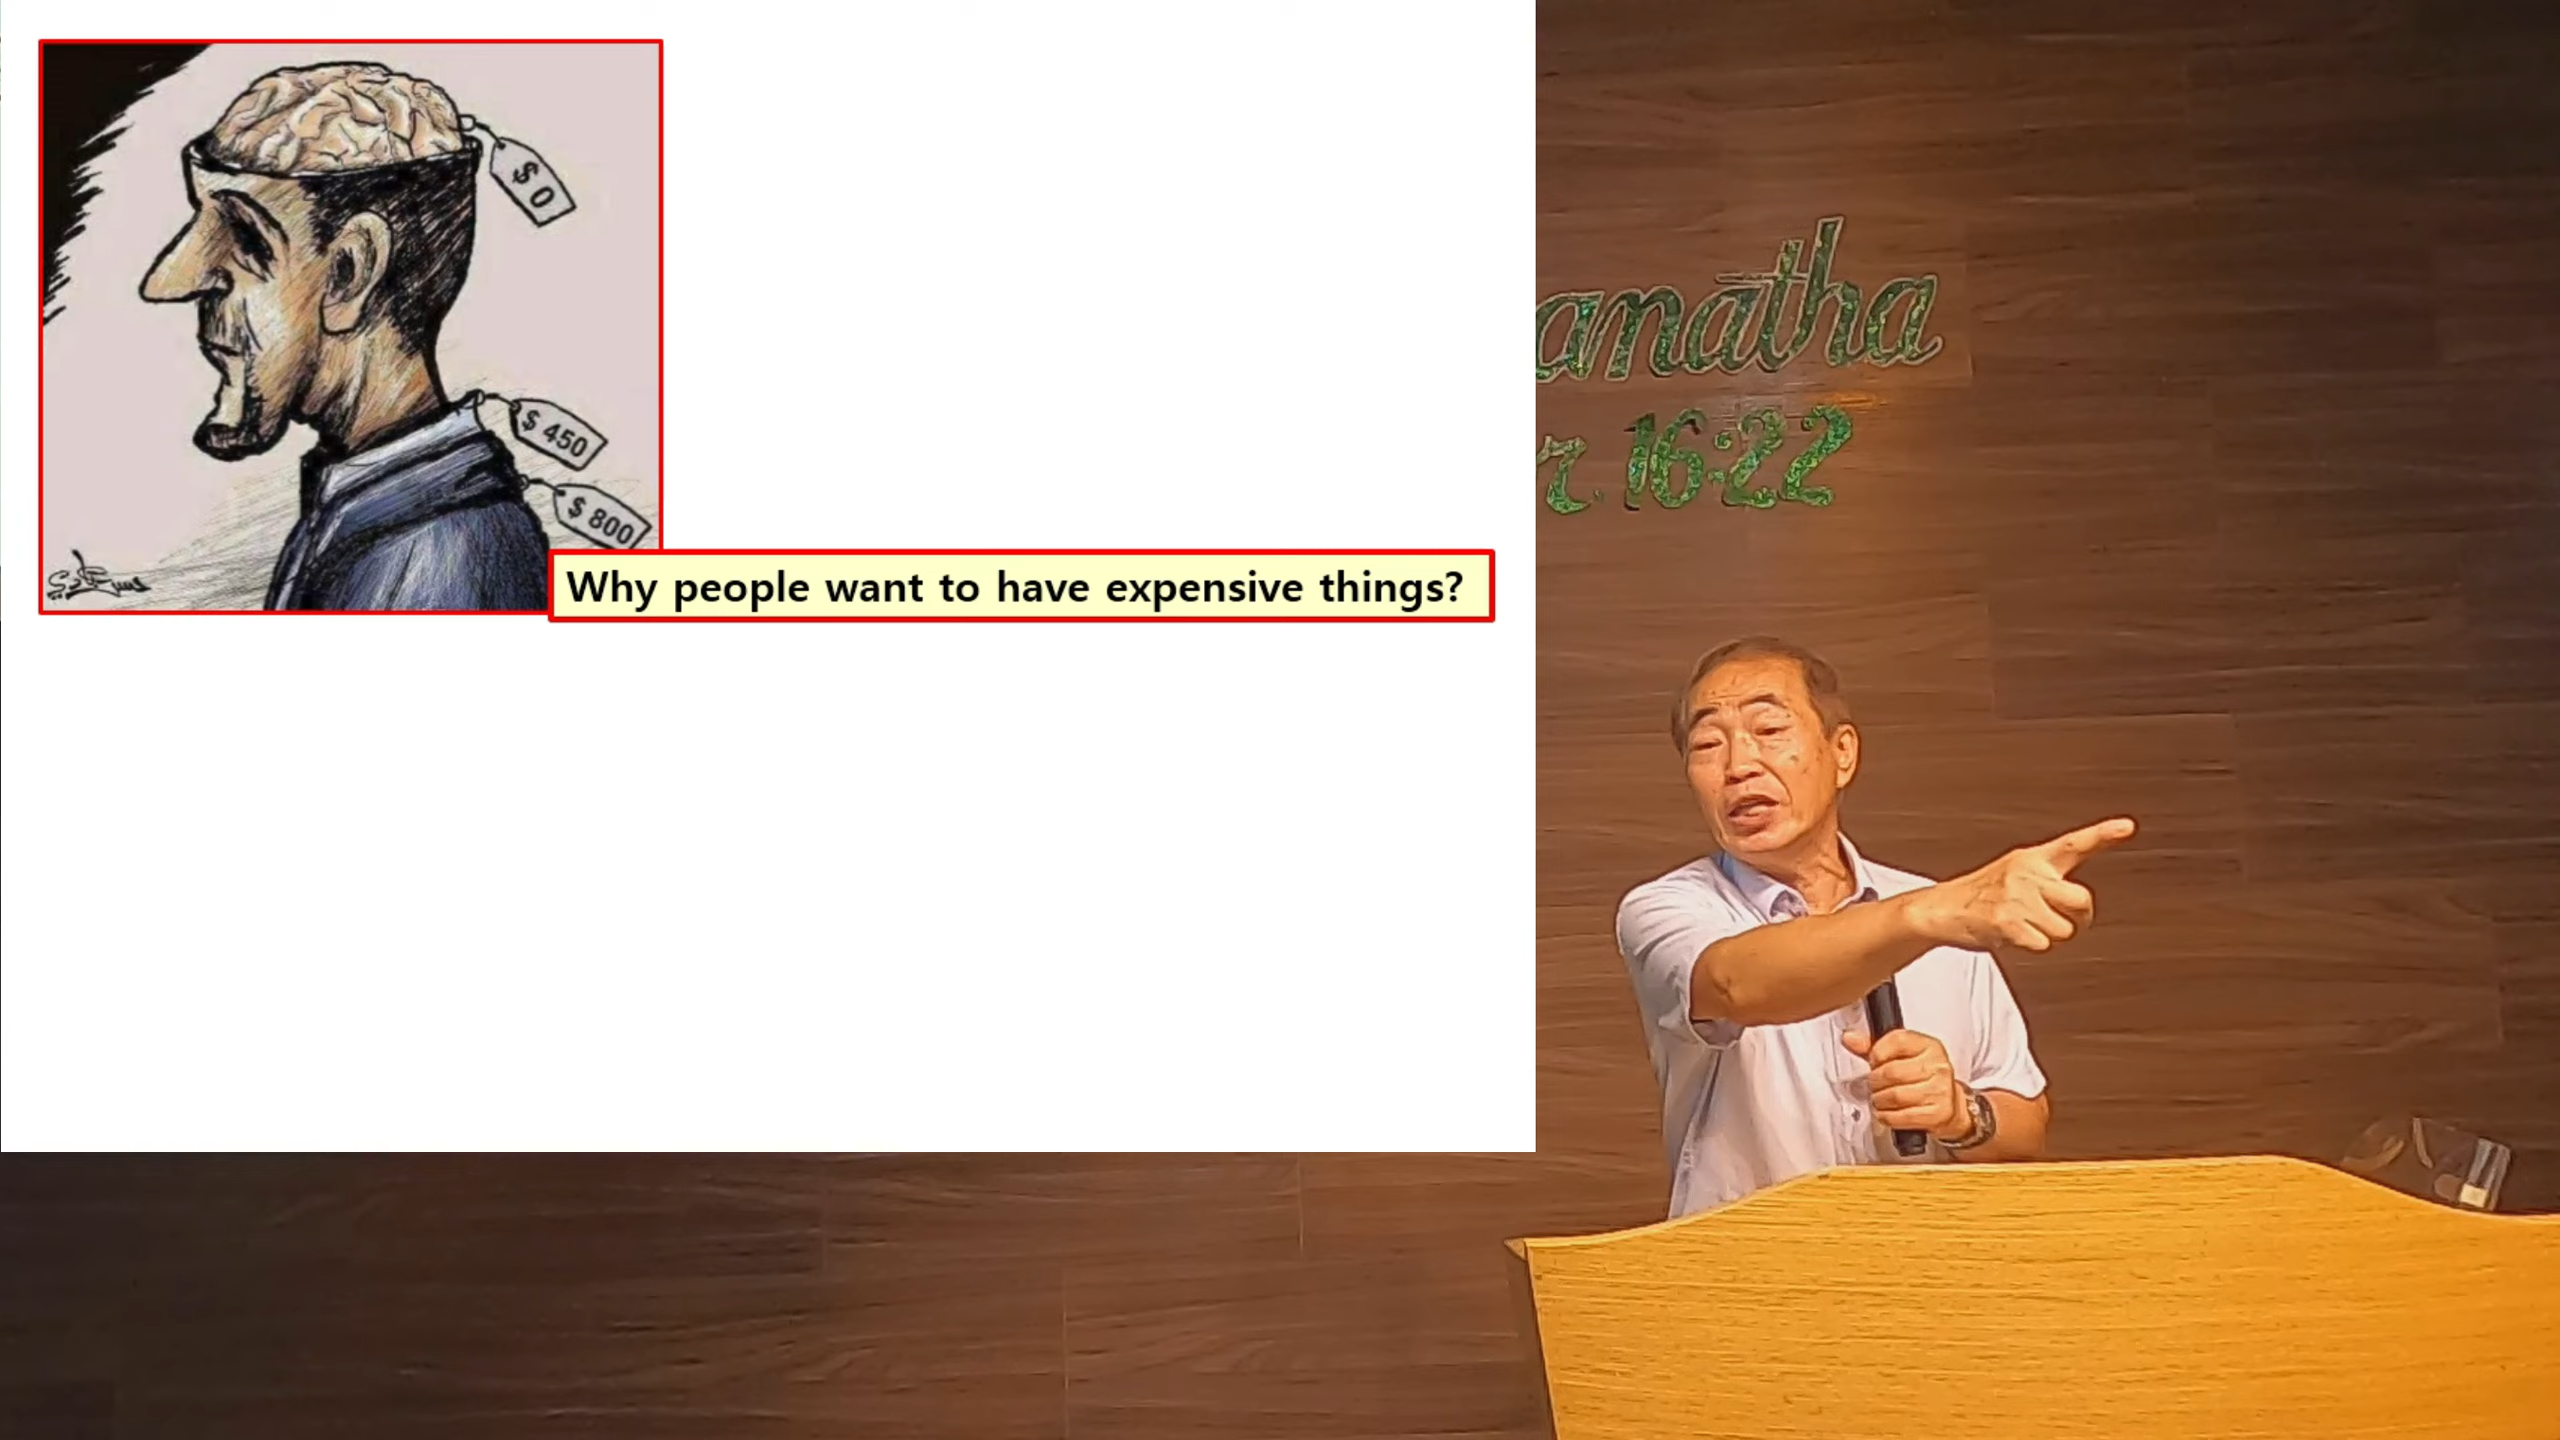 $ 0
$ 450
$ 800
Why people want to have expensive things?
anatha
r. 16:22